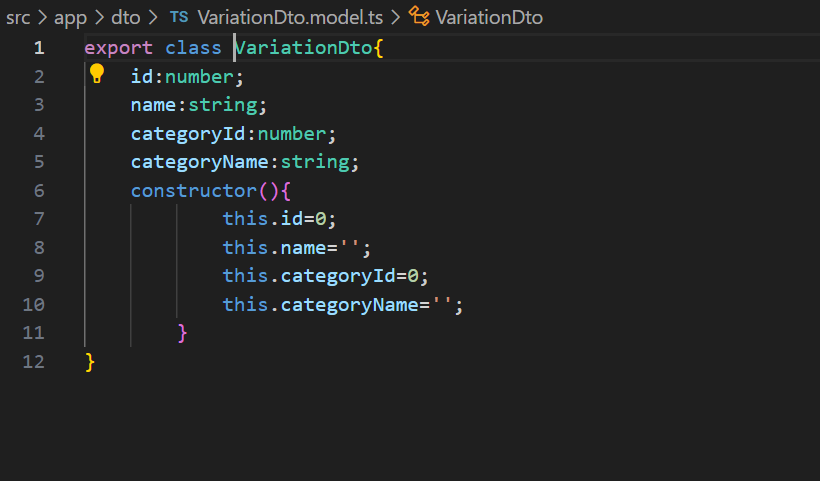 src > app > dto > TS VariationDto.model.ts > VariationDto
1 export class VariationDto{
2 id:number;
3 name:string;
4 categoryId:number;
5 categoryName:string;
6 constructor(){
7 this.id=0;
8 this.name='';
9 this.categoryId=0;
10 this.categoryName='';
11 }
12 }